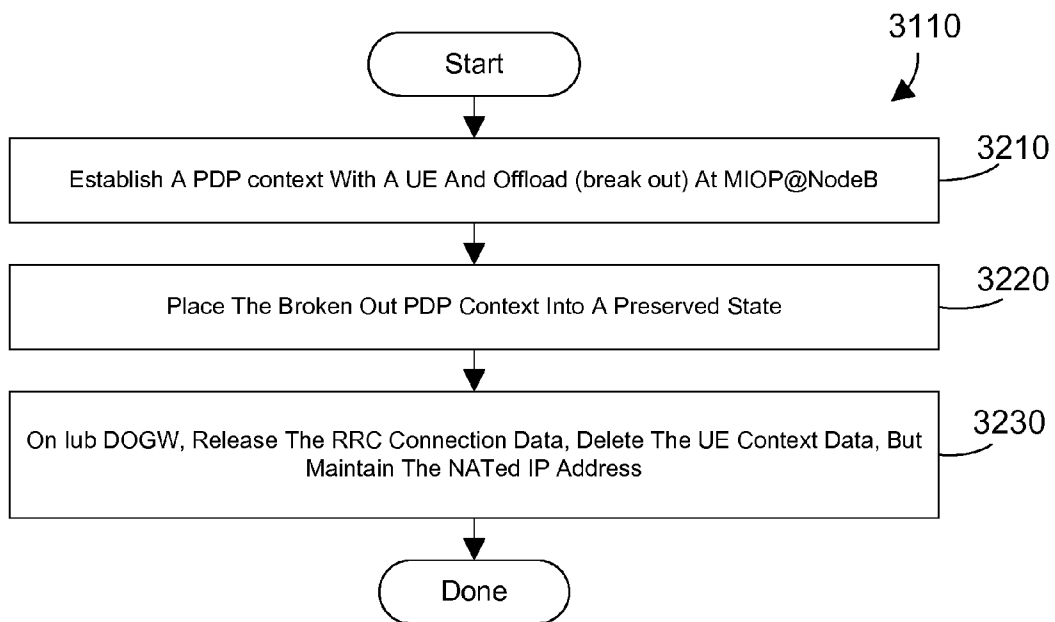 3110
Start
Establish A PDP context With A UE And Offload (break out) At MIOP@NodeB
3210
Place The Broken Out PDP Context Into A Preserved State
3220
On Iub DOGW, Release The RRC Connection Data, Delete The UE Context Data, But
Maintain The NATed IP Address
3230
Done